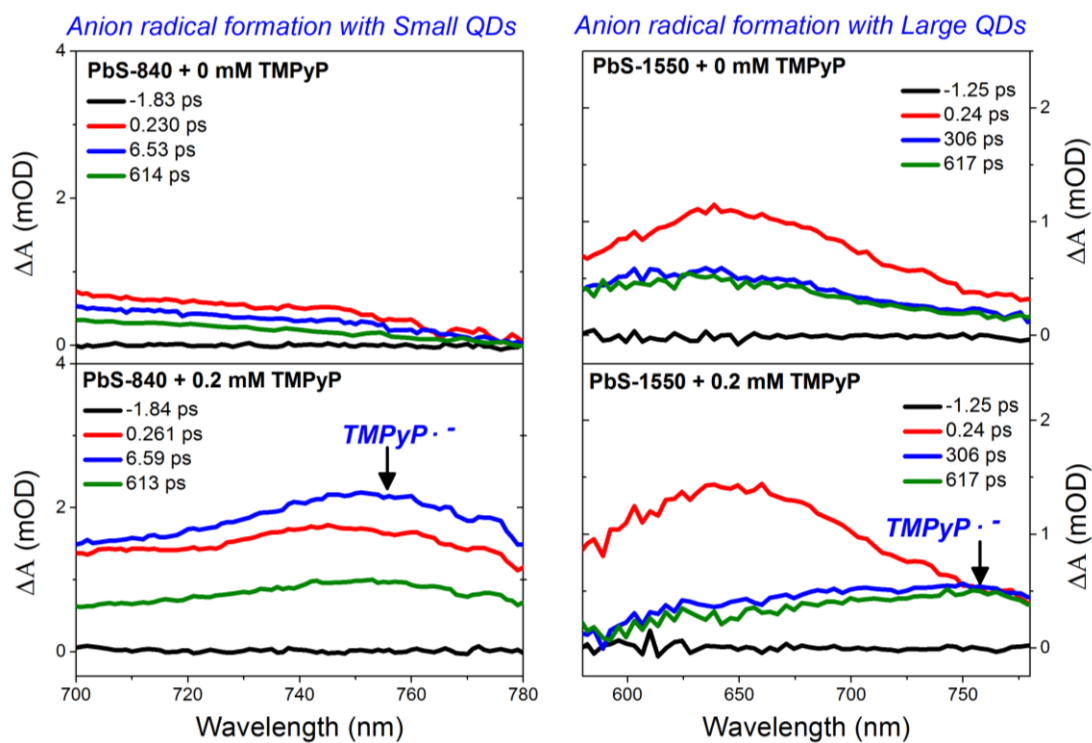 Anion radical formation with Small QDs
PbS-840 + 0 mM TMPyP
-1.83 ps
0.230 ps
6.53 ps
614 ps
4
2
0
ΔA (mOD)
PbS-840 + 0.2 mM TMPyP
-1.84 ps
0.261 ps
6.59 ps
613 ps
TMPyP · -
4
2
0
ΔA (mOD)
700
720
740
760
780
Wavelength (nm)
Anion radical formation with Large QDs
PbS-1550 + 0 mM TMPyP
-1.25 ps
0.24 ps
306 ps
617 ps
2
1
0
ΔA (mOD)
PbS-1550 + 0.2 mM TMPyP
-1.25 ps
0.24 ps
306 ps
617 ps
TMPyP · -
2
1
0
ΔA (mOD)
600
650
700
750
Wavelength (nm)